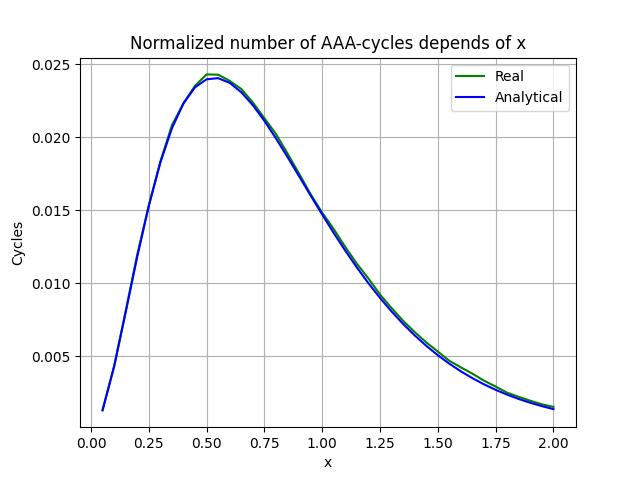 Normalized number of AAA-cycles depends of x
Real
Analytical
Cycles
0.025
0.020
0.015
0.010
0.005
0.00 0.25 0.50 0.75 1.00 1.25 1.50 1.75 2.00
x